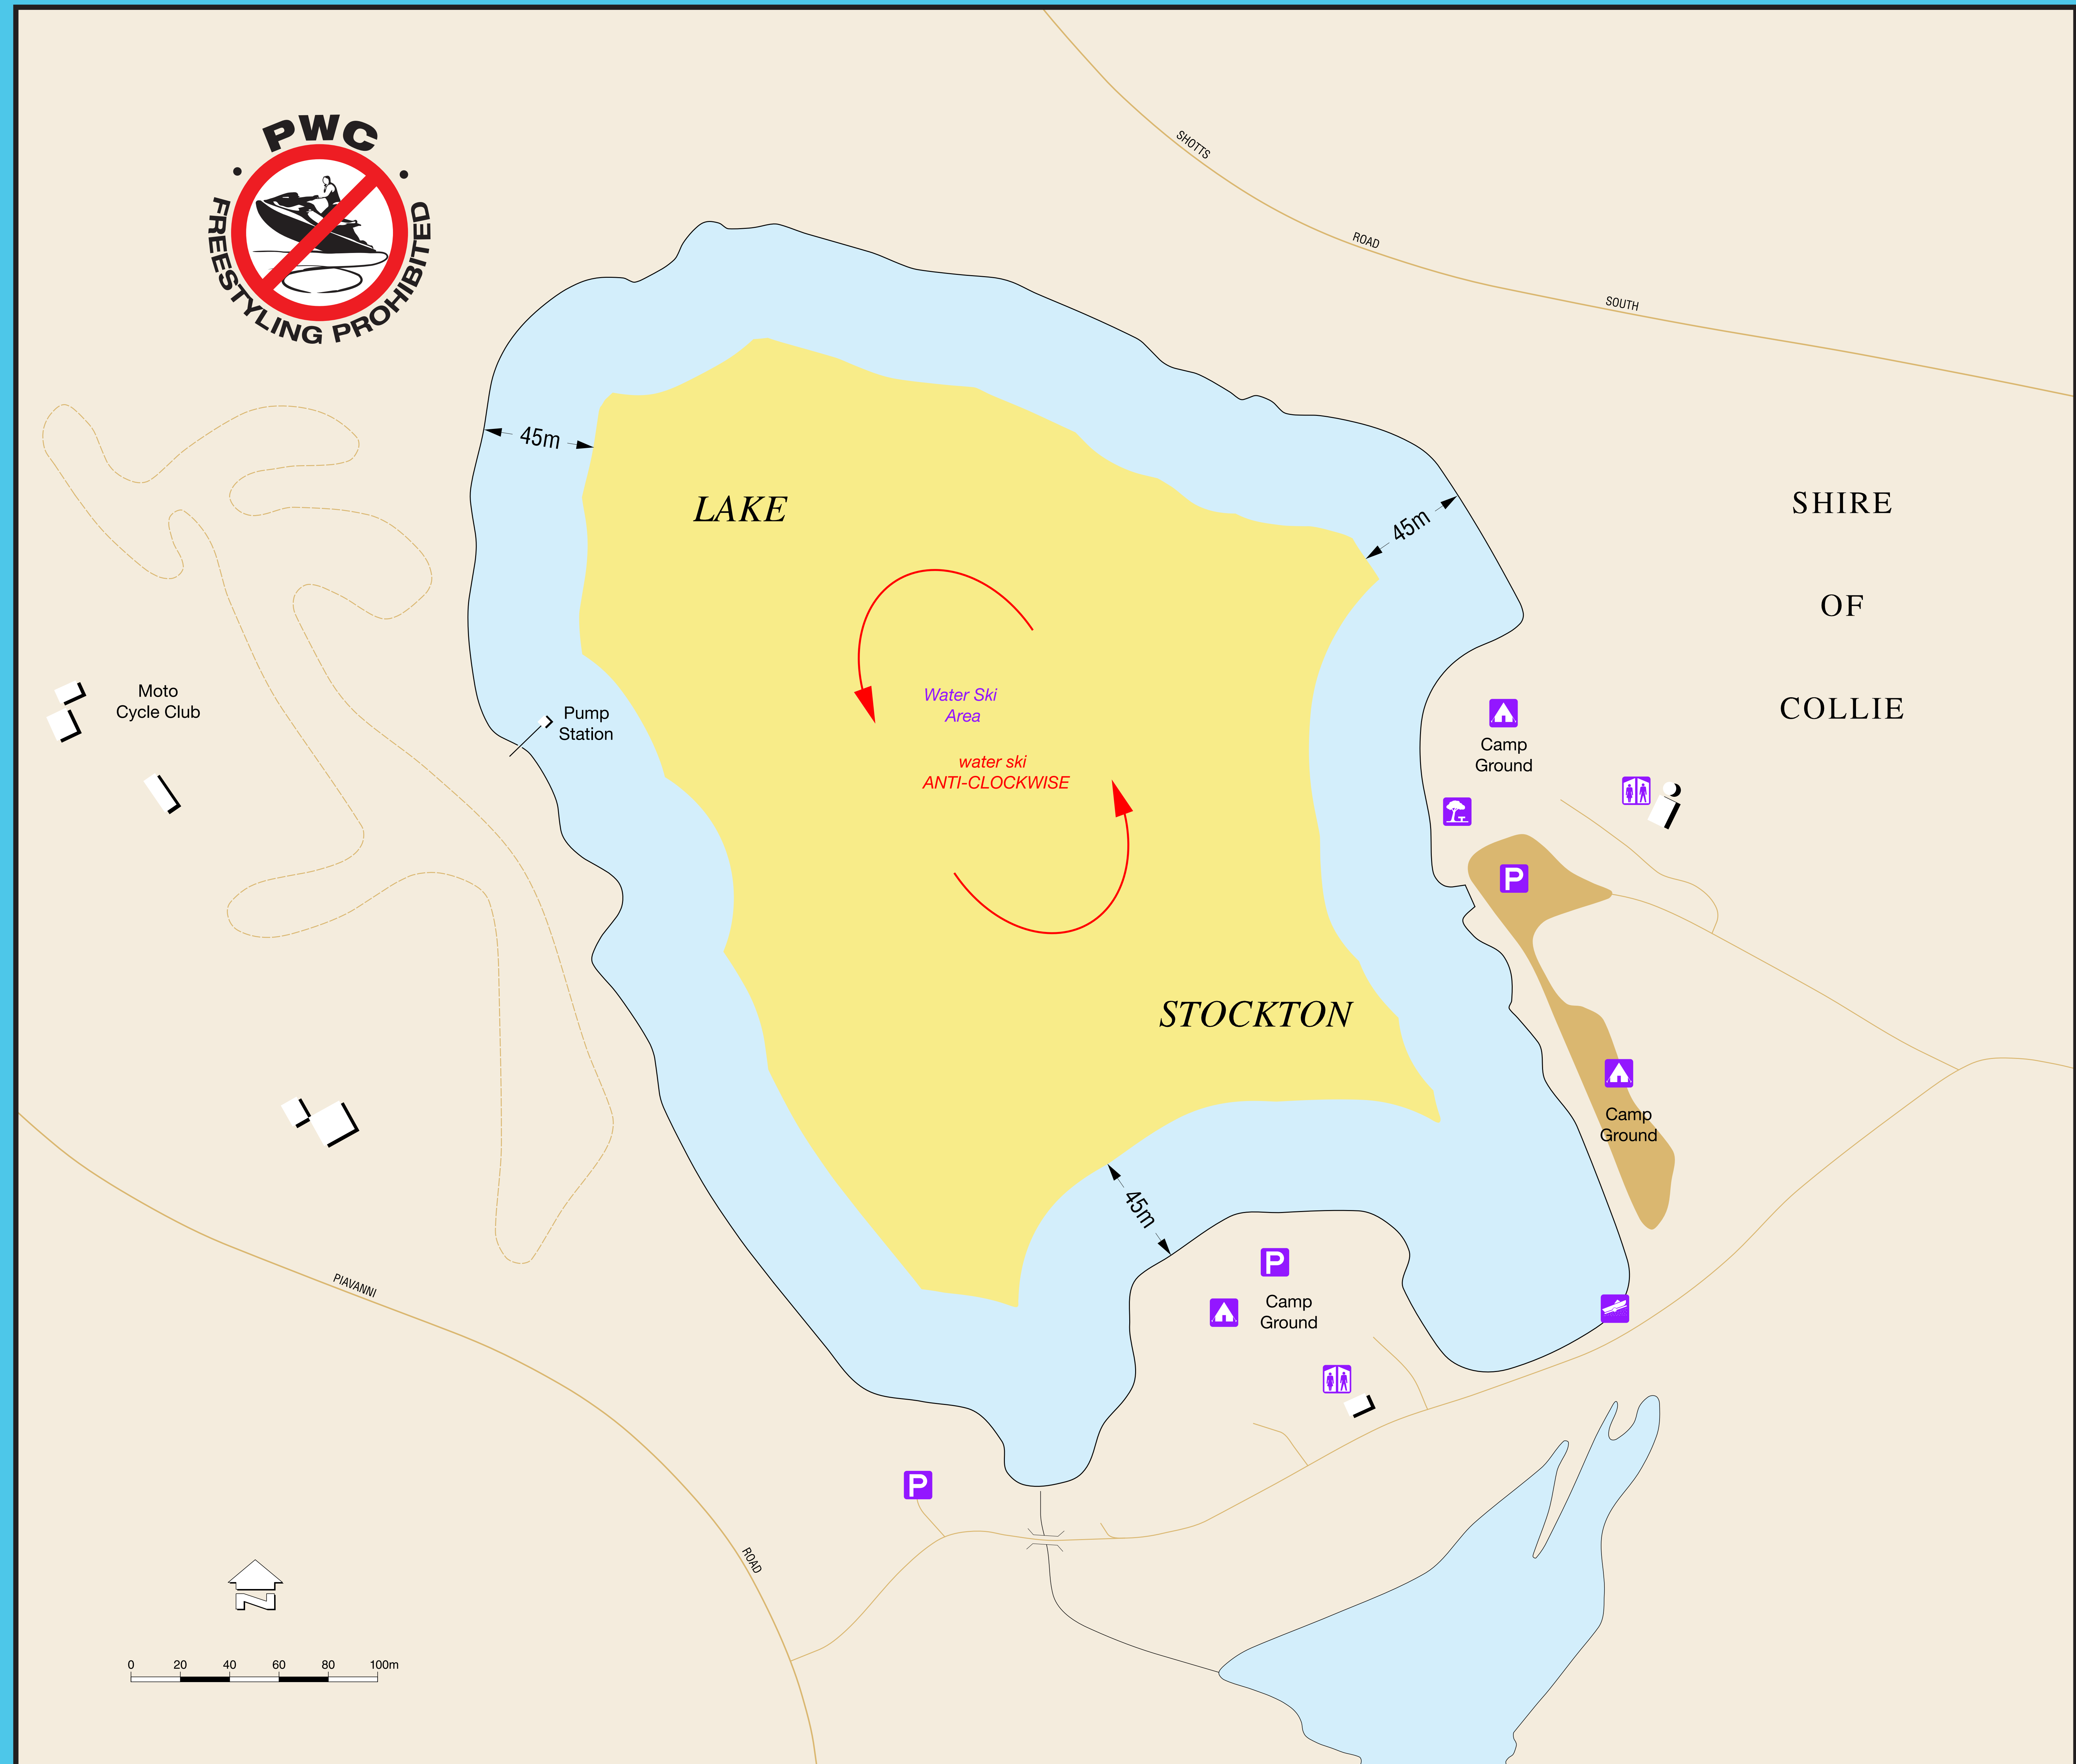 PWC
FREESTYLING PROHIBITED
SHOTTS
ROAD
SOUTH
45m
LAKE
45m
SHIRE
OF
COLLIE
Moto
Cycle Club
Pump
Station
Water Ski
Area
water ski
ANTI-CLOCKWISE
Camp
Ground
P
STOCKTON
Camp
Ground
45m
P
Camp
Ground
PIAVANNI
P
ROAD
N
0 20 40 60 80 100m